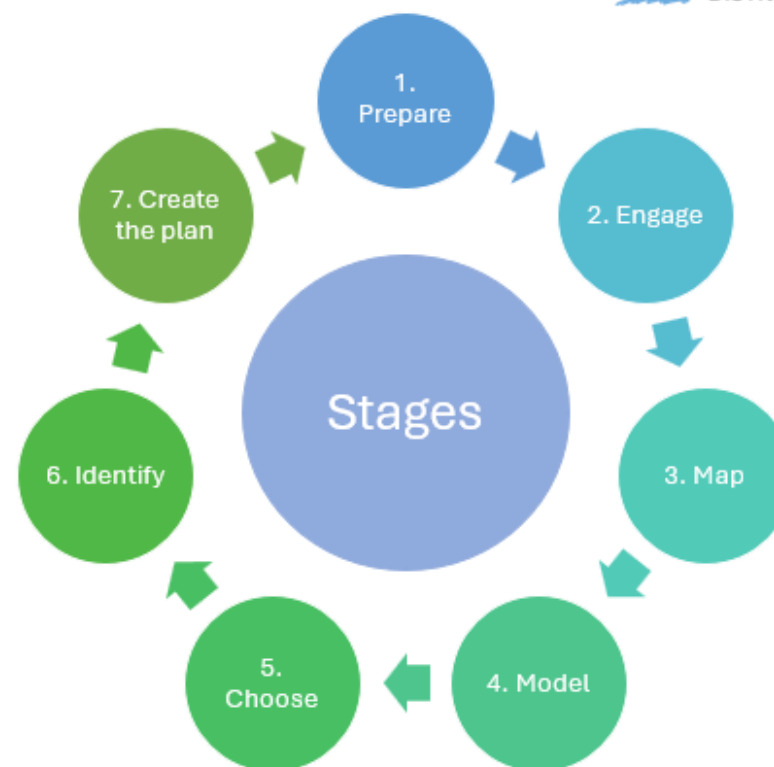 1.
Prepare
2. Engage
3. Map
4. Model
5.
Choose
6. Identify
7. Create
the plan
Stages